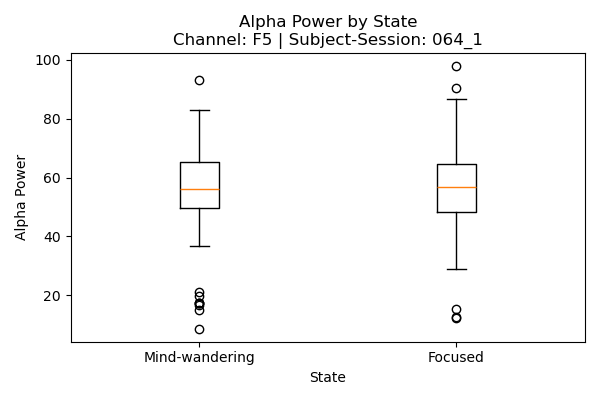 Alpha Power by State
Channel: F5 | Subject-Session: 064_1
100
80
60
40
20
Alpha Power
Mind-wandering
Focused
State